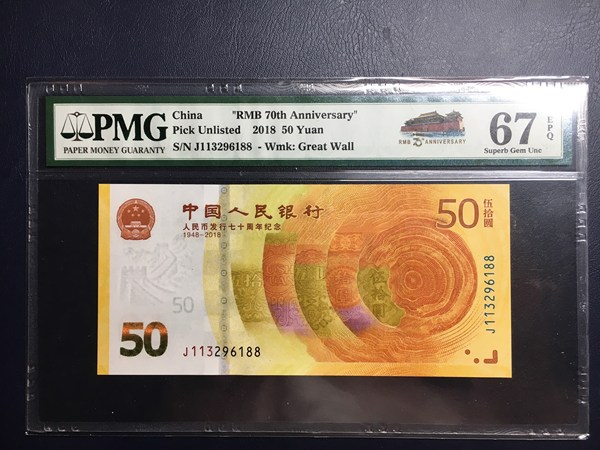 PMG
PAPER MONEY GUARANTY
China "RMB 70th Anniversary"
Pick Unlisted 2018 50 Yuan
S/N J113296188 - Wmk: Great Wall
RMB 70th ANNIVERSARY
67
EPQ
Superb Gem Unc
中国人民银行
人民币发行七十周年纪念
1948-2018
50
伍拾圆
50
50
J113296188
J113296188